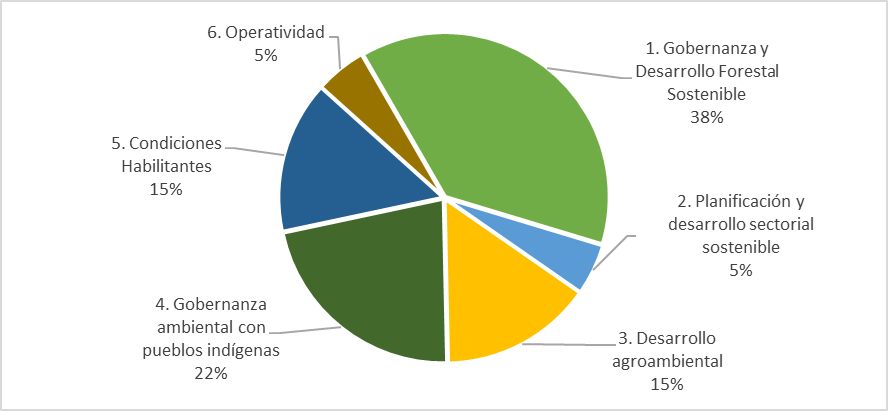 1. Gobernanza y
Desarrollo Forestal
Sostenible
38%
2. Planificación y
desarrollo sectorial
sostenible
5%
3. Desarrollo
agroambiental
15%
4. Gobernanza
ambiental con
pueblos indígenas
22%
5. Condiciones
Habilitantes
15%
6. Operatividad
5%